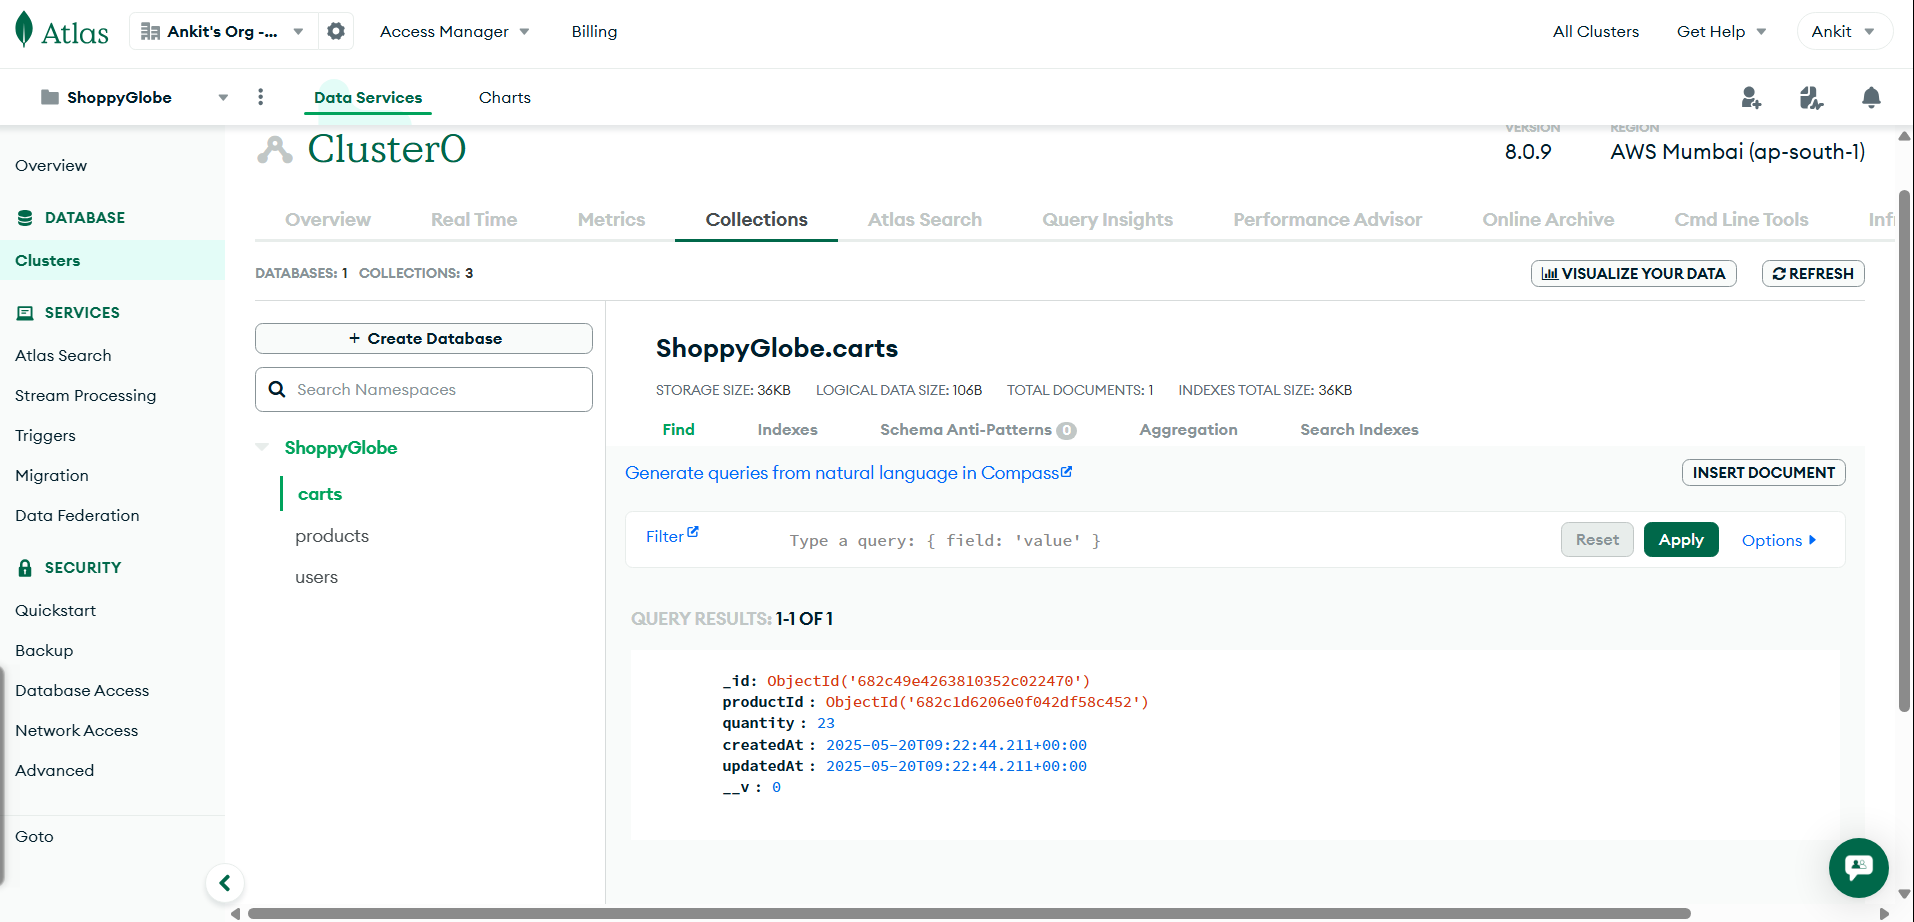 Atlas
Ankit's Org -...
Access Manager
Billing
All Clusters
Get Help
Ankit
ShoppyGlobe
Data Services
Charts
Overview
DATABASE
Clusters
SERVICES
Atlas Search
Stream Processing
Triggers
Migration
Data Federation
SECURITY
Quickstart
Backup
Database Access
Network Access
Advanced
Goto
Cluster0
VERSION
8.0.9
REGION
AWS Mumbai (ap-south-1)
Overview
Real Time
Metrics
Collections
Atlas Search
Query Insights
Performance Advisor
Online Archive
Cmd Line Tools
Inf
DATABASES: 1 COLLECTIONS: 3
VISUALIZE YOUR DATA
REFRESH
+ Create Database
Search Namespaces
ShoppyGlobe
carts
products
users
ShoppyGlobe.carts
STORAGE SIZE: 36KB
LOGICAL DATA SIZE: 106B
TOTAL DOCUMENTS: 1
INDEXES TOTAL SIZE: 36KB
Find
Indexes
Schema Anti-Patterns 0
Aggregation
Search Indexes
Generate queries from natural language in Compass
INSERT DOCUMENT
Filter
Type a query: { field: 'value' }
Reset
Apply
Options
QUERY RESULTS: 1-1 OF 1
_id: ObjectId('682c49e4263810352c022470')
productId : ObjectId('682c1d6206e0f042df58c452')
quantity : 23
createdAt : 2025-05-20T09:22:44.211+00:00
updatedAt : 2025-05-20T09:22:44.211+00:00
__v : 0